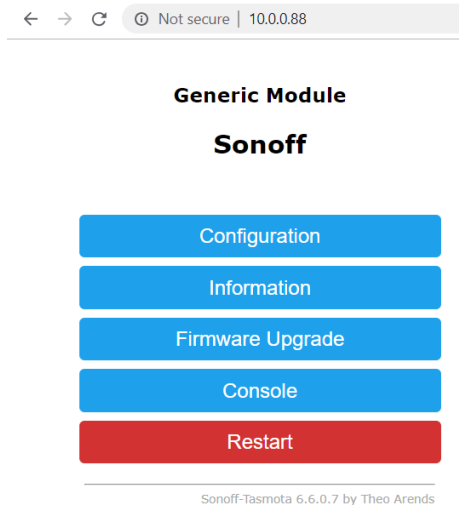 Not secure | 10.0.0.88
Generic Module
Sonoff
Configuration
Information
Firmware Upgrade
Console
Restart
Sonoff-Tasmota 6.6.0.7 by Theo Arends